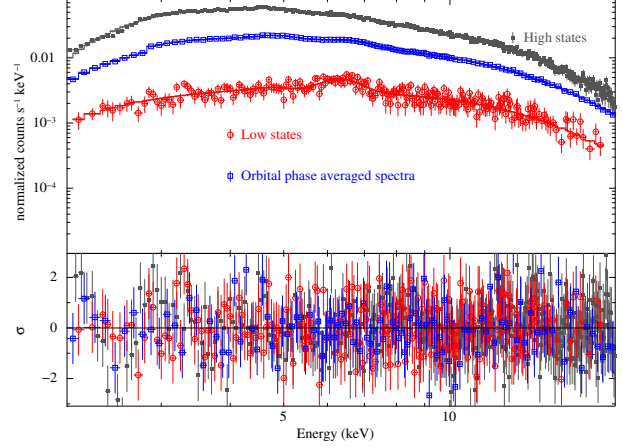 normalized counts s⁻¹ keV⁻¹
0.01
10⁻³
10⁻⁴
High states
Low states
Orbital phase averaged spectra
σ
2
0
−2
5
10
Energy (keV)